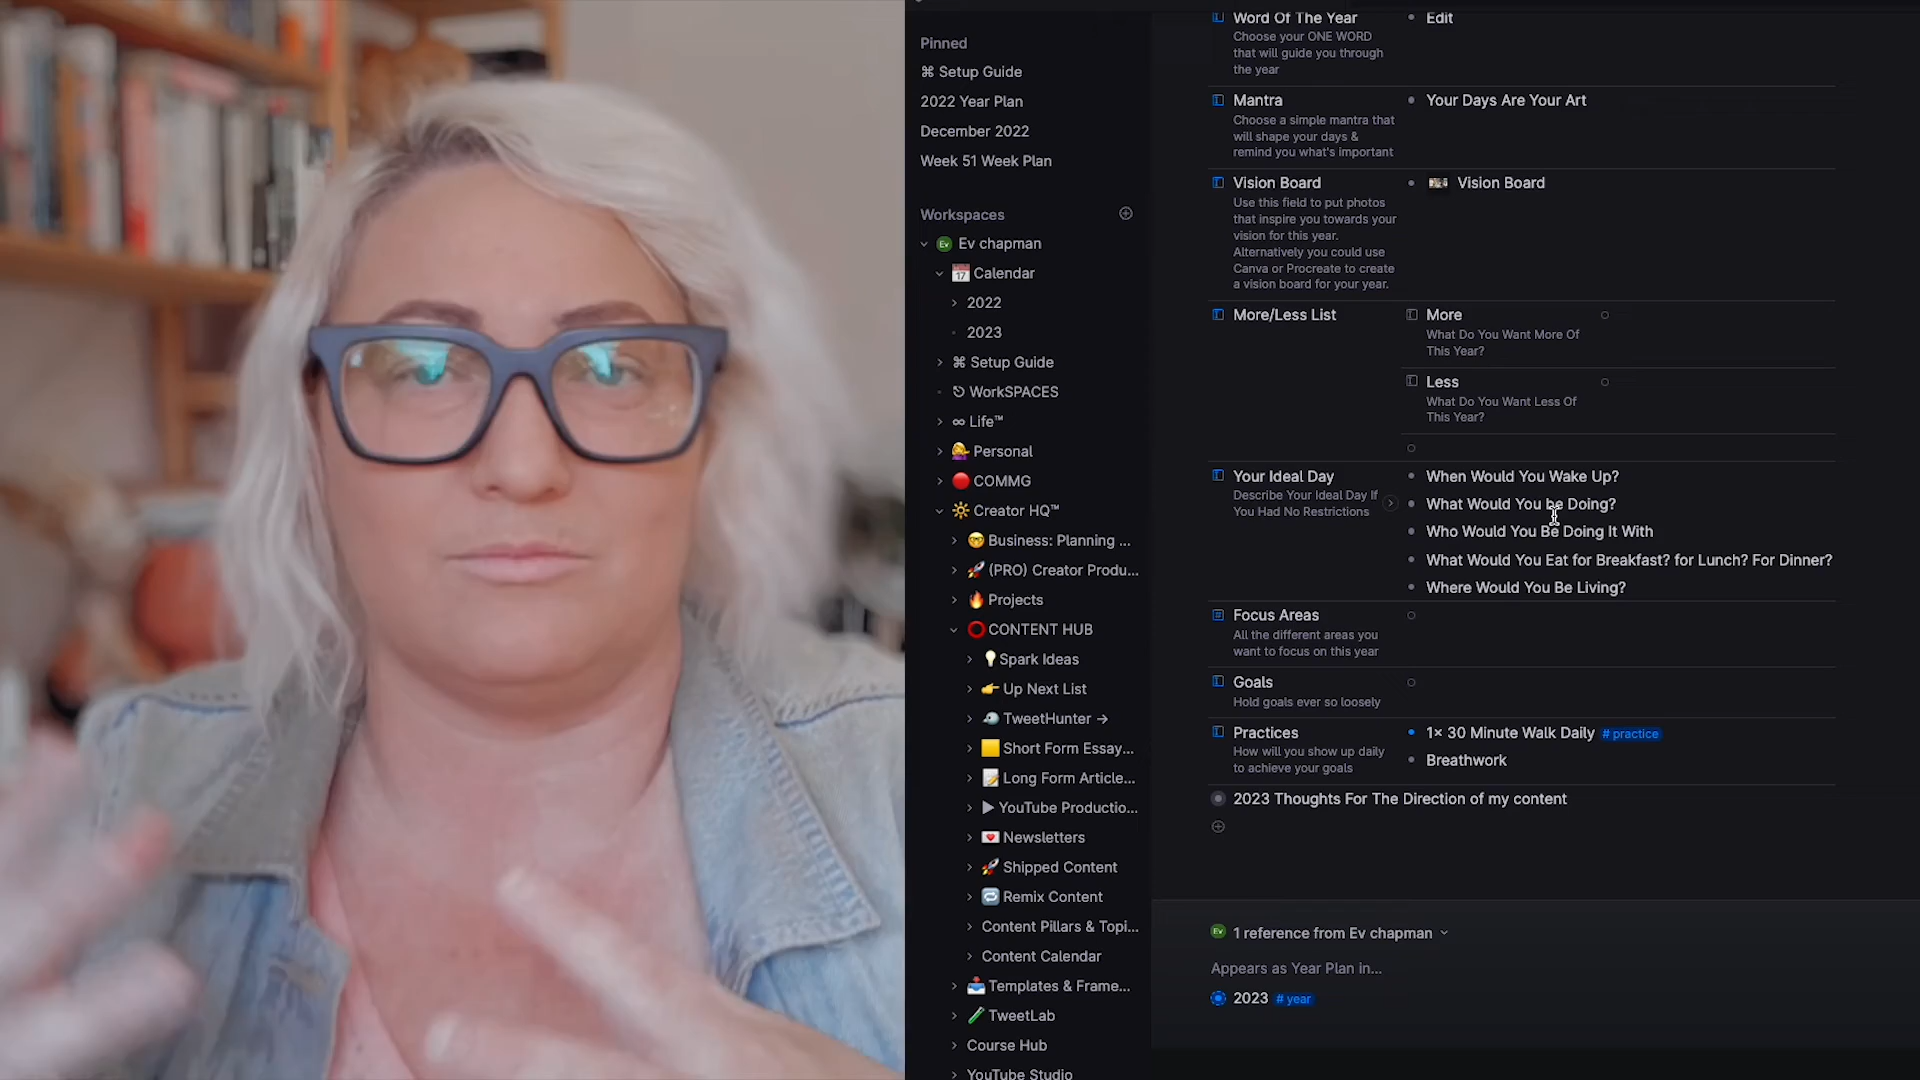 Pinned
⌘ Setup Guide
2022 Year Plan
December 2022
Week 51 Week Plan
Workspaces
Ev Ev chapman
17 Calendar
2022
2023
⌘ Setup Guide
WorkSPACES
∞ Life™
Personal
COMMG
Creator HQ™
Business: Planning ...
(PRO) Creator Produ...
Projects
CONTENT HUB
Spark Ideas
Up Next List
TweetHunter →
Short Form Essay...
Long Form Article...
YouTube Productio...
Newsletters
Shipped Content
Remix Content
Content Pillars & Topi...
Content Calendar
Templates & Frame...
TweetLab
Course Hub
YouTube Studio
Word Of The Year
Choose your ONE WORD
that will guide you through
the year
Edit
Mantra
Choose a simple mantra that
will shape your days &
remind you what's important
Your Days Are Your Art
Vision Board
Use this field to put photos
that inspire you towards your
vision for this year.
Alternatively you could use
Canva or Procreate to create
a vision board for your year.
Vision Board
More/Less List
More
What Do You Want More Of
This Year?
Less
What Do You Want Less Of
This Year?
Your Ideal Day
Describe Your Ideal Day If
You Had No Restrictions
When Would You Wake Up?
What Would You be Doing?
Who Would You Be Doing It With
What Would You Eat for Breakfast? for Lunch? For Dinner?
Where Would You Be Living?
Focus Areas
All the different areas you
want to focus on this year
Goals
Hold goals ever so loosely
Practices
How will you show up daily
to achieve your goals
1× 30 Minute Walk Daily # practice
Breathwork
2023 Thoughts For The Direction of my content
Ev 1 reference from Ev chapman
Appears as Year Plan in...
2023 # year